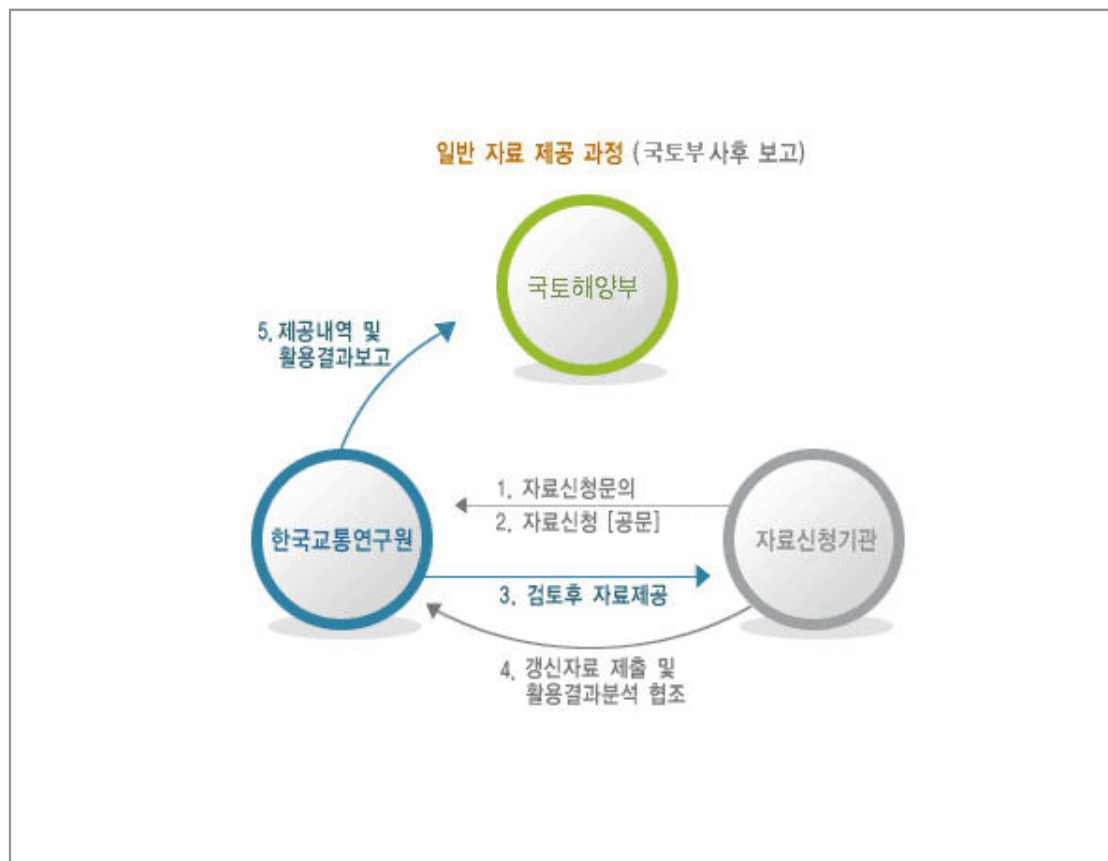 일반 자료 제공 과정 (국토부 사후 보고)
국토해양부
5. 제공내역 및
활용결과보고
1. 자료신청문의
2. 자료신청 [공문]
한국교통연구원
자료신청기관
3. 검토후 자료제공
4. 갱신자료 제출 및
활용결과분석 협조